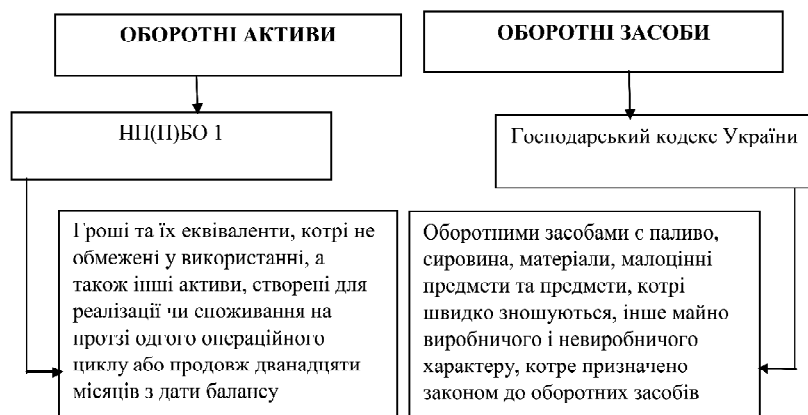 ОБОРОТНІ АКТИВИ
ОБОРОТНІ ЗАСОБИ
НП(П)БО 1
Господарський кодекс України
Гроші та їх еквіваленти, котрі не
обмежені у використанні, а
також інші активи, створені для
реалізації чи споживання на
протзі одгого операційного
циклу або продовж дванадцяти
місяців з дати балансу
Оборотними засобами є паливо,
сировина, матеріали, малоцінні
предмети та предмети, котрі
швидко зношуються, інше майно
виробничого і невиробничого
характеру, котре призначено
законом до оборотних засобів